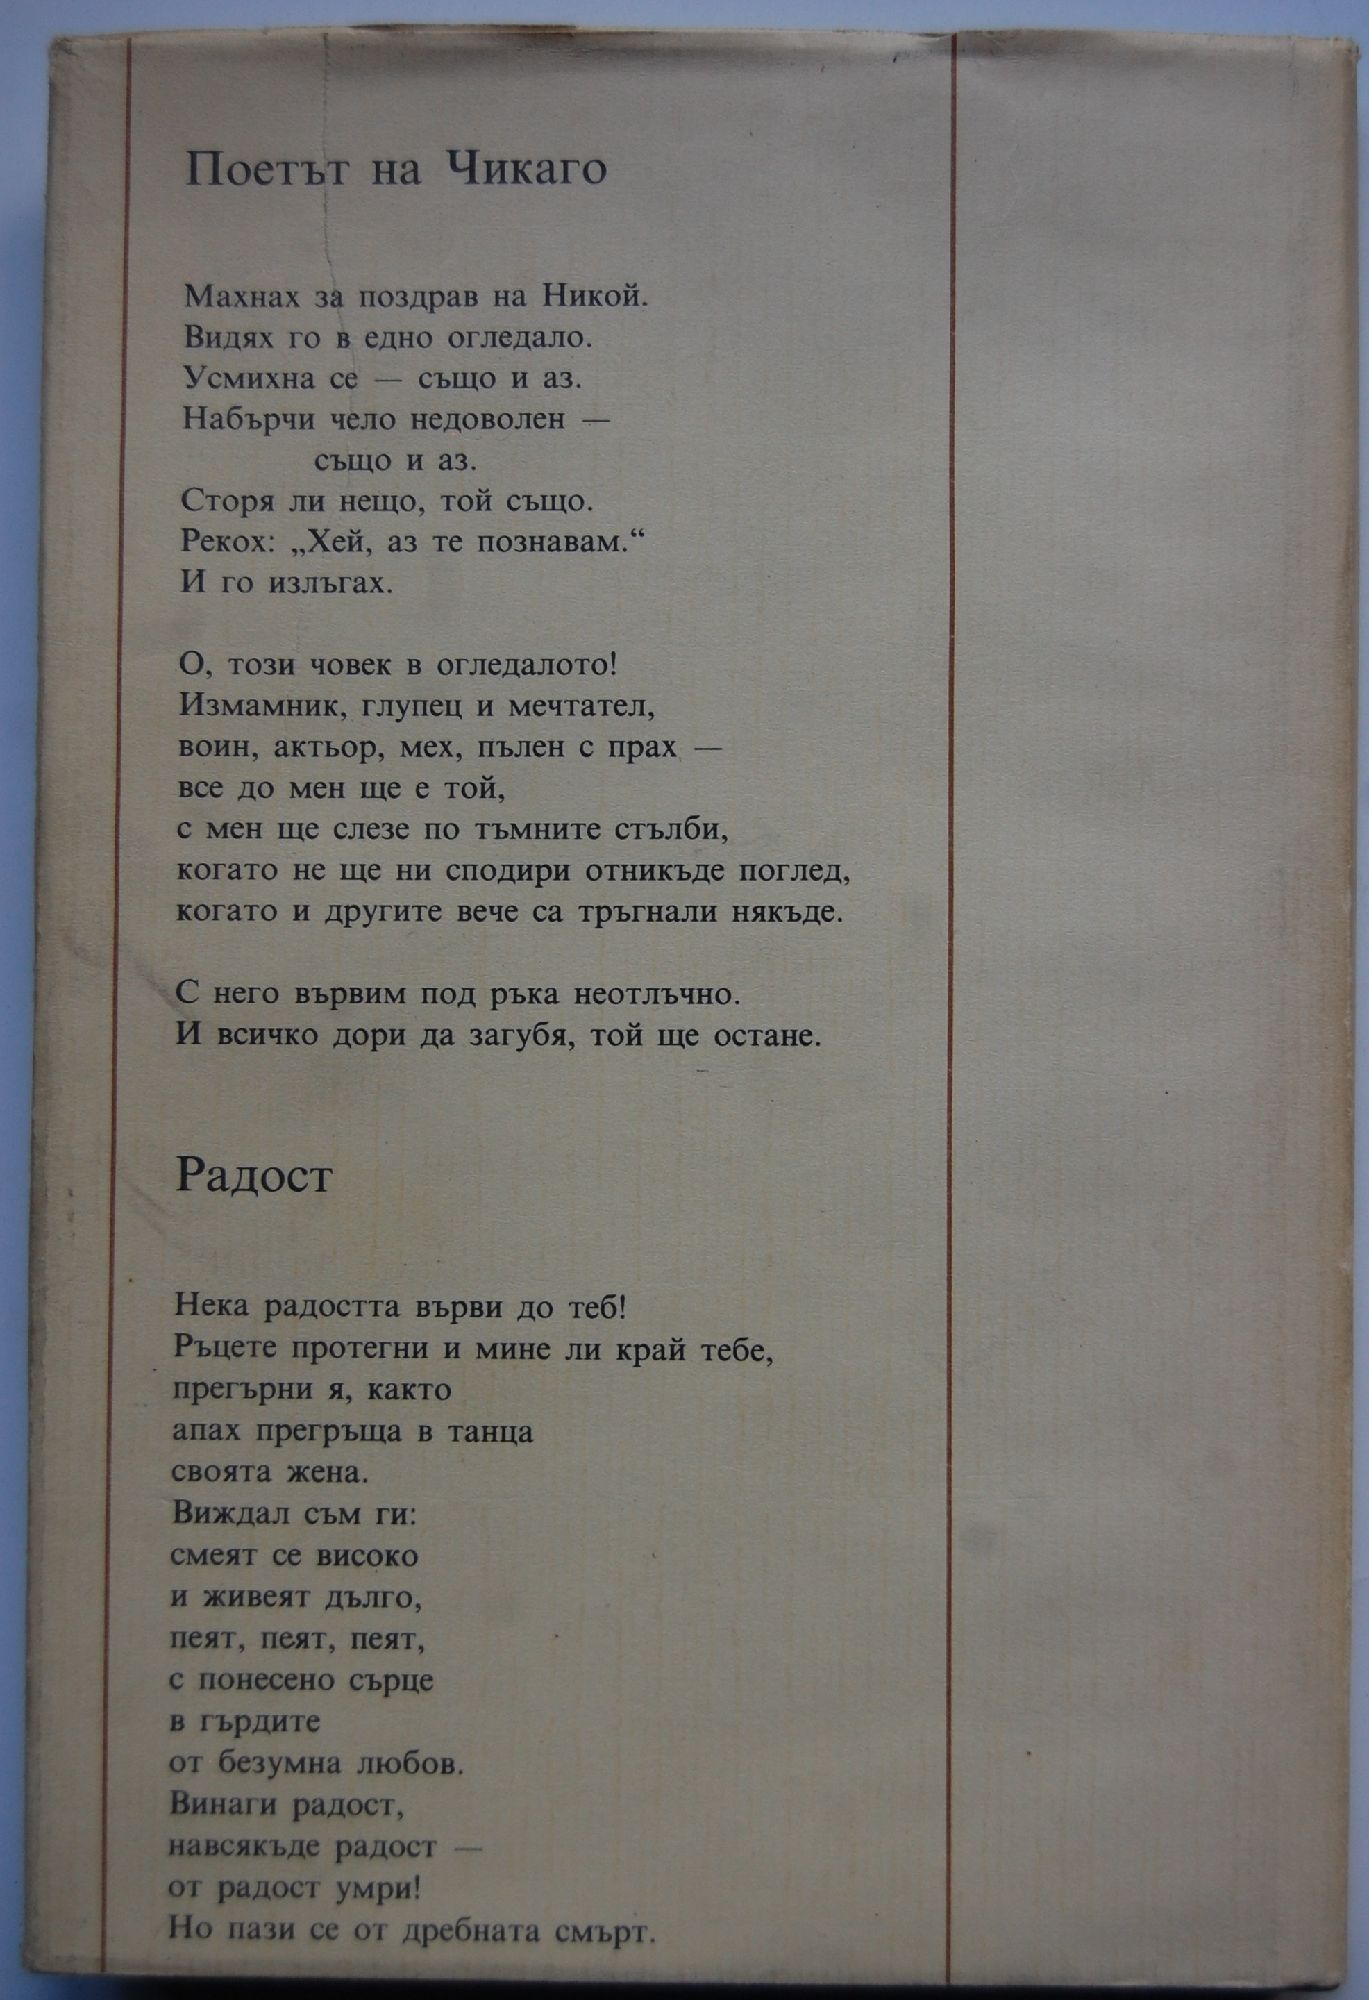 Поетът на Чикаго
Махнах за поздрав на Никой.
Видях го в едно огледало.
Усмихна се — също и аз.
Набърчи чело недоволен —
също и аз.
Сторя ли нещо, той също.
Рекох: „Хей, аз те познавам.“
И го излъгах.
О, този човек в огледалото!
Измамник, глупец и мечтател,
воин, актьор, мех, пълен с прах —
все до мен ще е той,
с мен ще слезе по тъмните стълби,
когато не ще ни сподири отникъде поглед,
когато и другите вече са тръгнали някъде.
С него вървим под ръка неотлъчно.
И всичко дори да загубя, той ще остане.
Радост
Нека радостта върви до теб!
Ръцете протегни и мине ли край тебе,
прегърни я, както
апах прегръща в танца
своята жена.
Виждал съм ги:
смеят се високо
и живеят дълго,
пеят, пеят, пеят,
с понесено сърце
в гърдите
от безумна любов.
Винаги радост,
навсякъде радост —
от радост умри!
Но пази се от дребната смърт.